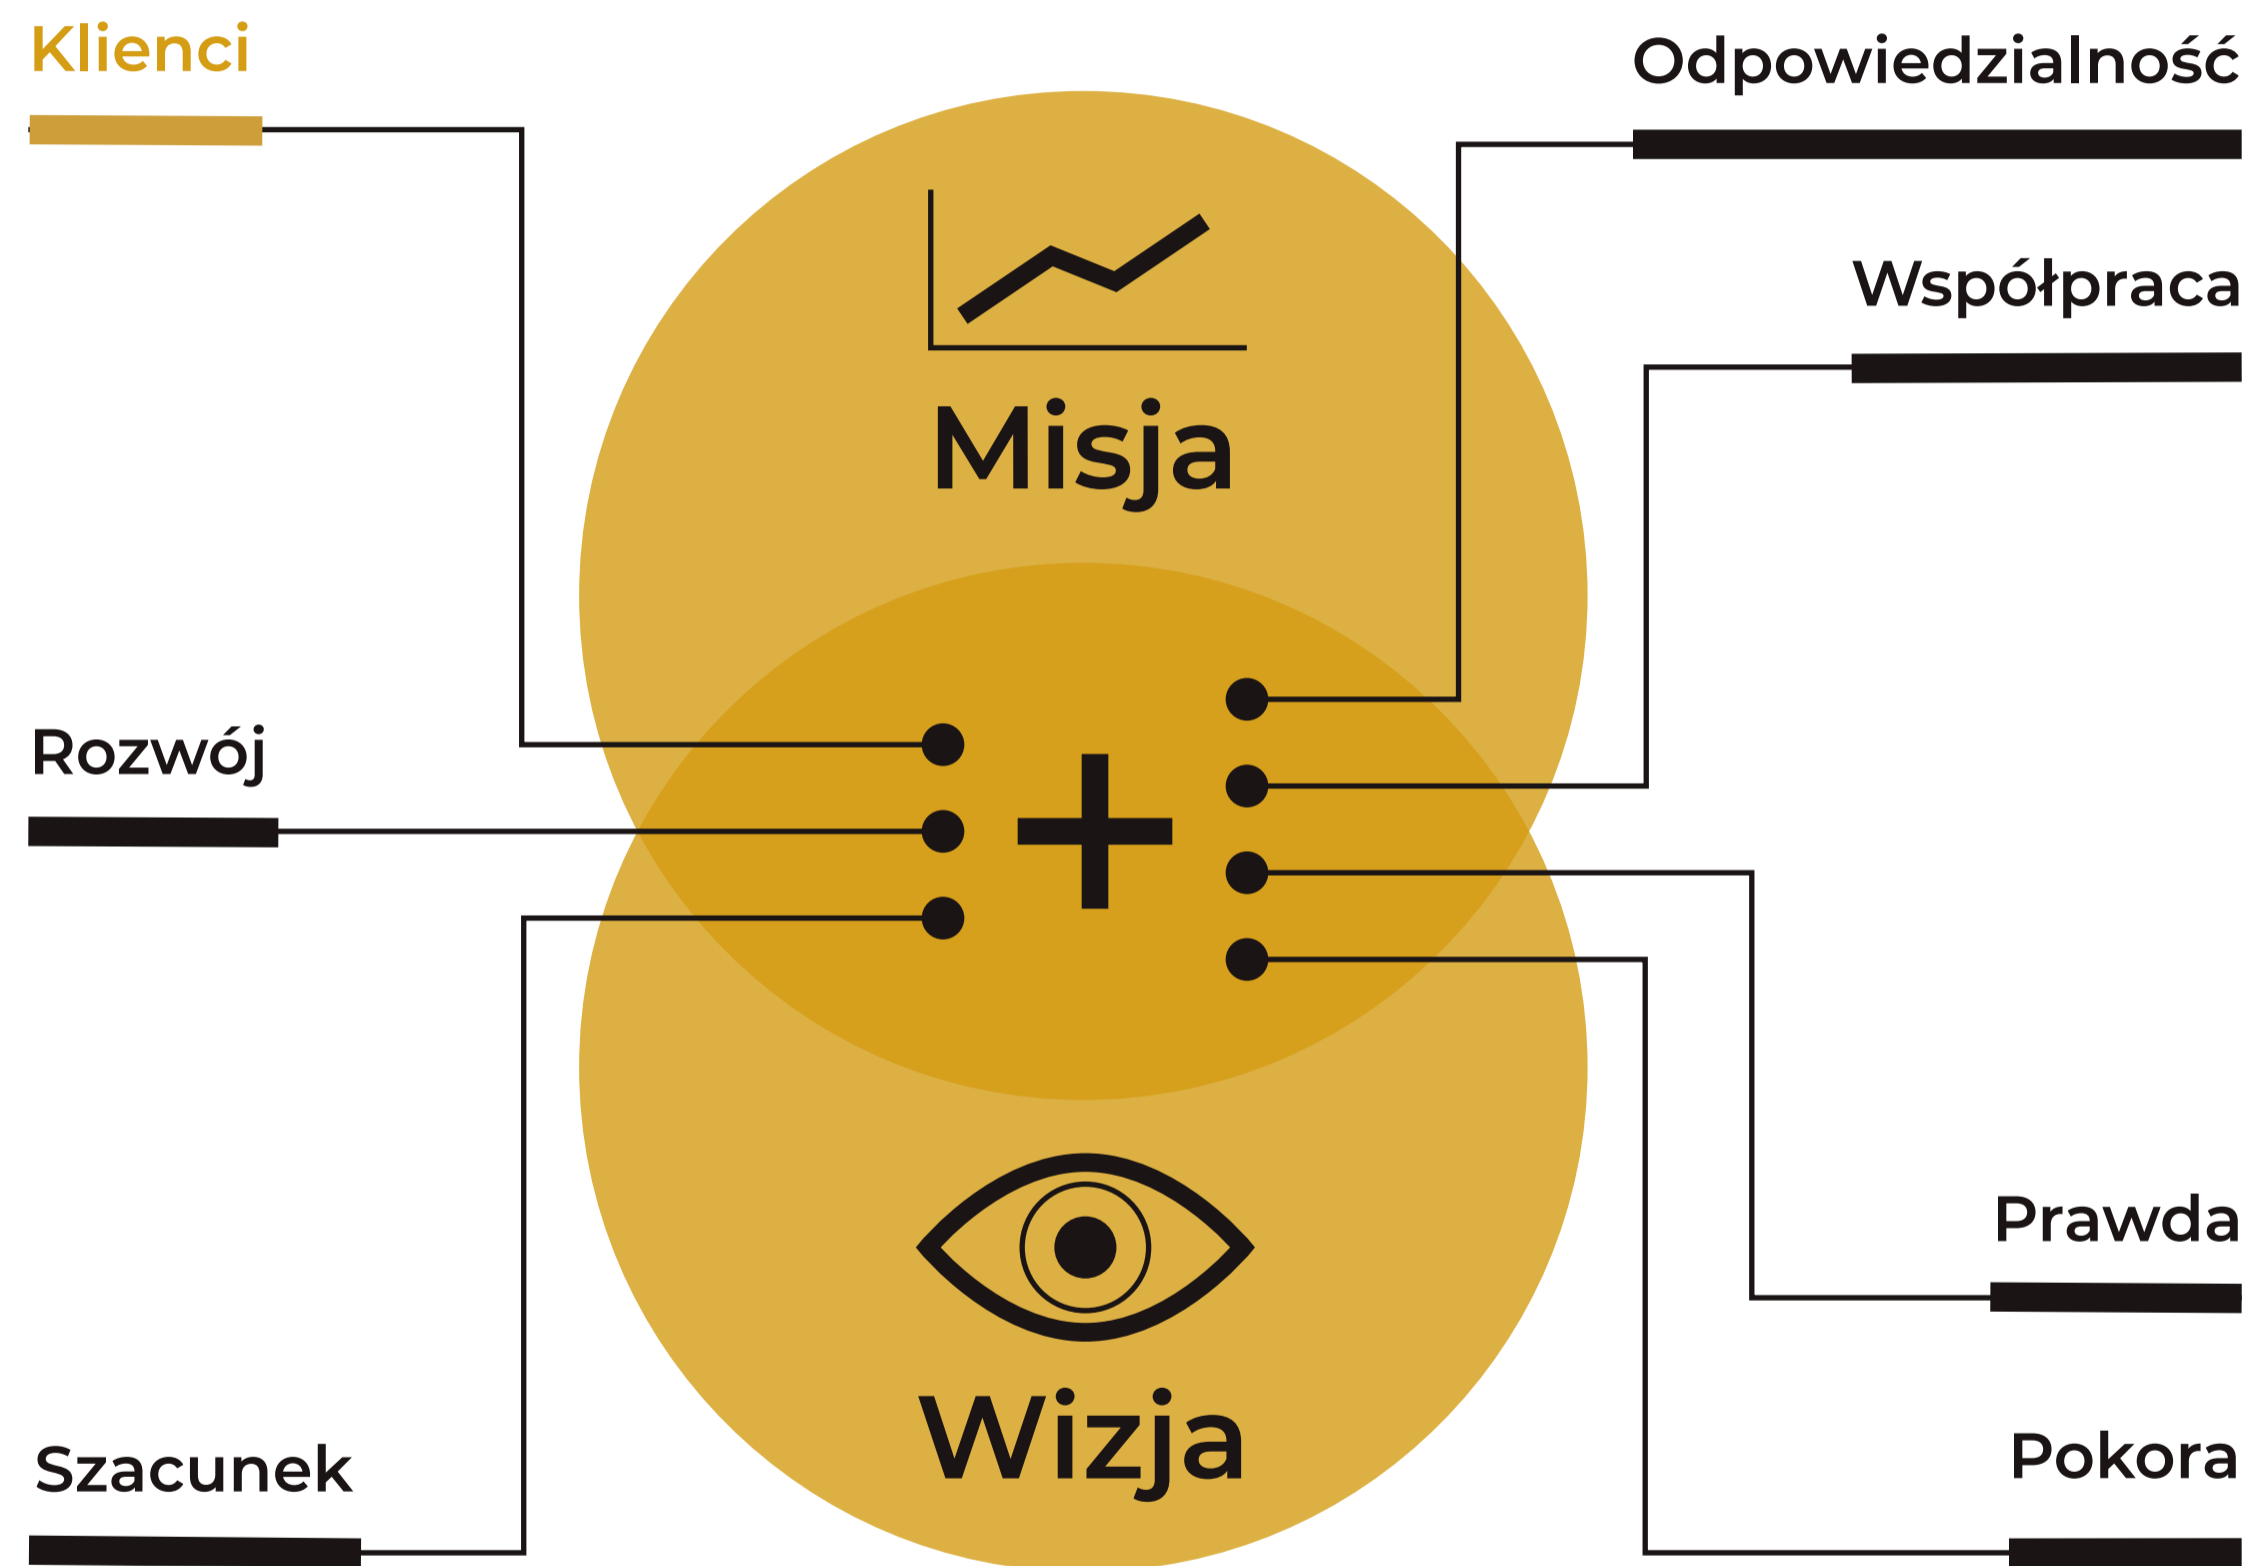 Klienci
Odpowiedzialność
Współpraca
Misja
Rozwój
Prawda
Wizja
Szacunek
Pokora